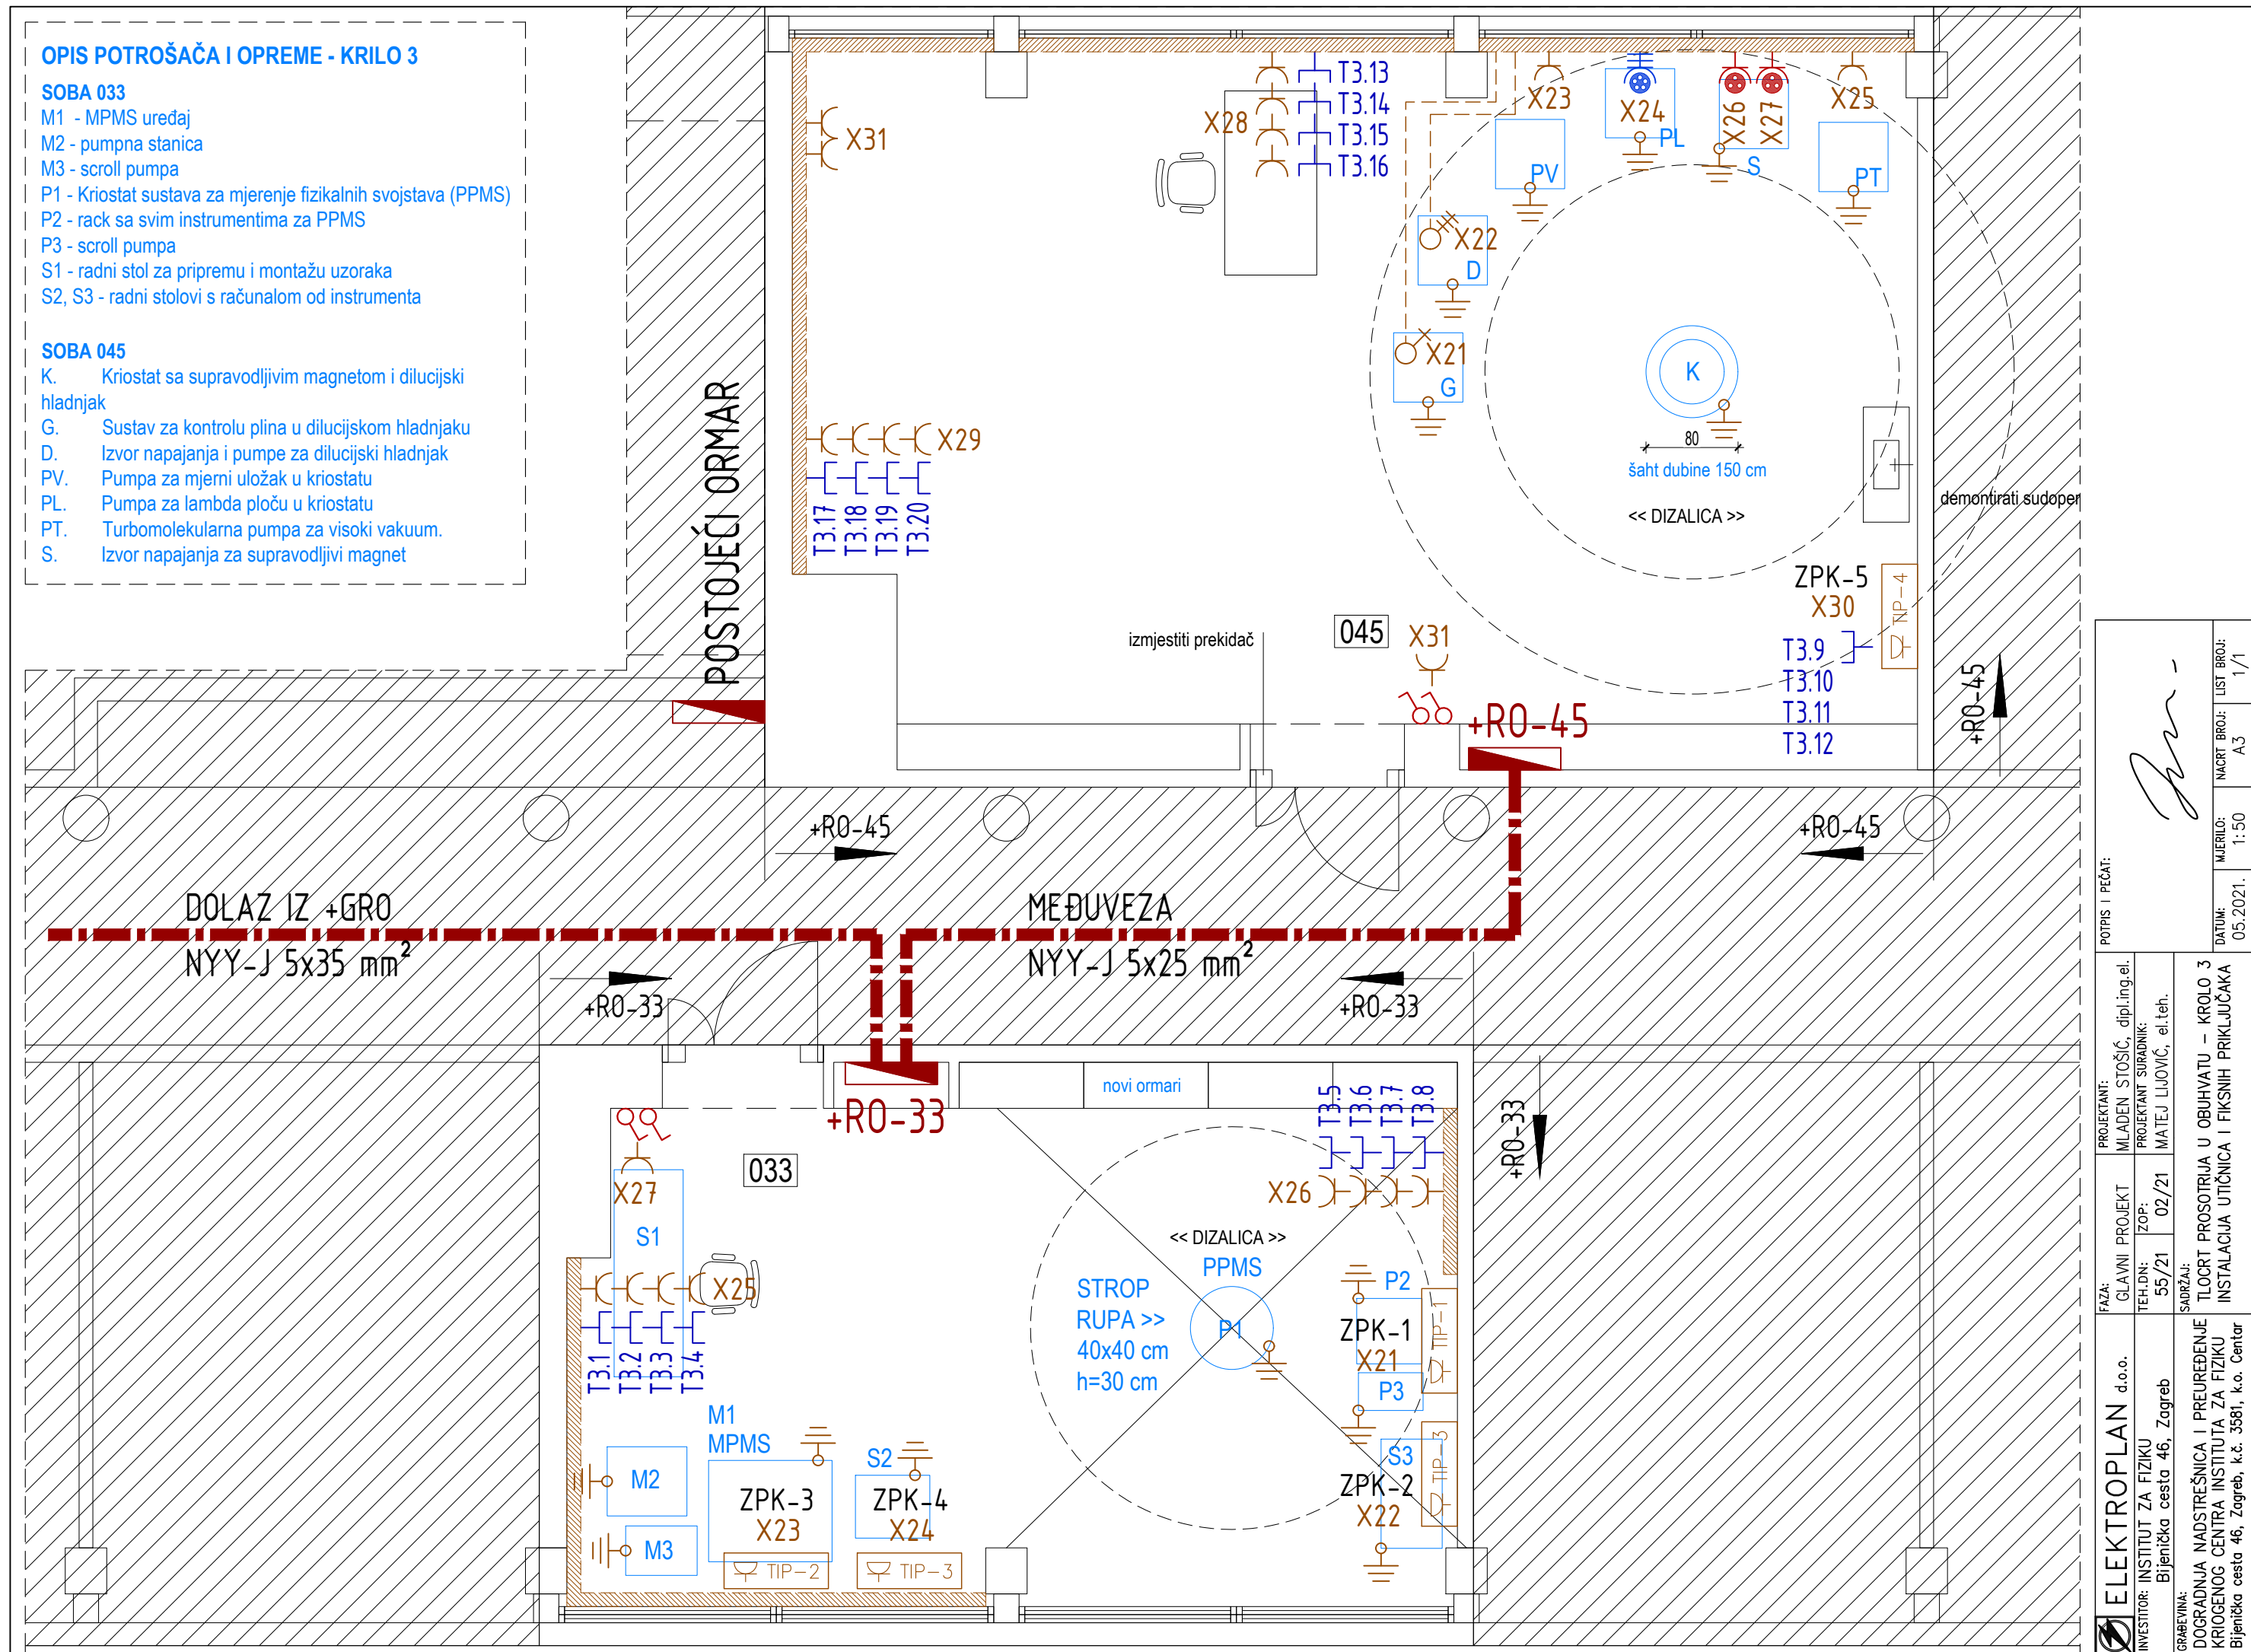 OPIS POTROŠAČA I OPREME - KRILO 3
SOBA 033
M1 - MPMS uređaj
M2 - pumpna stanica
M3 - scroll pumpa
P1 - Kriostat sustava za mjerenje fizikalnih svojstava (PPMS)
P2 - rack sa svim instrumentima za PPMS
P3 - scroll pumpa
S1 - radni stol za pripremu i montažu uzoraka
S2, S3 - radni stolovi s računalom od instrumenta
SOBA 045
K. Kriostat sa supravodljivim magnetom i dilucijski
hladnjak
G. Sustav za kontrolu plina u dilucijskom hladnjaku
D. Izvor napajanja i pumpe za dilucijski hladnjak
PV. Pumpa za mjerni uložak u kriostatu
PL. Pumpa za lambda ploču u kriostatu
PT. Turbomolekularna pumpa za visoki vakuum.
S. Izvor napajanja za supravodljivi magnet
POSTOJEĆI ORMAR
X31
X28
T3.13
T3.14
T3.15
T3.16
X23
X24
X26
X27
X25
PV
PL
S
PT
X22
D
X21
G
K
80
šaht dubine 150 cm
<< DIZALICA >>
demontirati sudoper
X29
T3.17
T3.18
T3.19
T3.20
ZPK-5
X30
TIP-4
T3.9
T3.10
T3.11
T3.12
izmjestiti prekidač
045
X31
+RO-45
+RO-45
+RO-45
+RO-45
DOLAZ IZ +GRO
NYY-J 5x35 mm²
MEĐUVEZA
NYY-J 5x25 mm²
+RO-33
+RO-33
+RO-33
+RO-33
novi ormari
033
X27
S1
X25
T3.1
T3.2
T3.3
T3.4
T3.5
T3.6
T3.7
T3.8
X26
<< DIZALICA >>
PPMS
P1
STROP
RUPA >>
40x40 cm
h=30 cm
P2
ZPK-1
X21
TIP-1
P3
S3
ZPK-2
X22
TIP-3
M1
MPMS
M2
M3
ZPK-3
X23
TIP-2
S2
ZPK-4
X24
TIP-3
ELEKTROPLAN d.o.o.
INVESTITOR: INSTITUT ZA FIZIKU
Bijenička cesta 46, Zagreb
GRAĐEVINA:
DOGRADNJA NADSTREŠNICA I PREUREĐENJE
KRIOGENOG CENTRA INSTITUTA ZA FIZIKU
Bijenička cesta 46, Zagreb, k.č. 3581, k.o. Centar
FAZA:
GLAVNI PROJEKT
TEH.DN:
55/21
ZOP:
02/21
PROJEKTANT:
MLADEN STOŠIĆ, dipl.ing.el.
PROJEKTANT SURADNIK:
MATEJ LIJOVIĆ, el.teh.
SADRŽAJ:
TLOCRT PROSOTRIJA U OBUHVATU – KROLO 3
INSTALACIJA UTIČNICA I FIKSNIH PRIKLJUČAKA
POTPIS I PEČAT:
DATUM:
05.2021.
MJERILO:
1:50
NACRT BROJ:
A3
LIST BROJ:
1/1